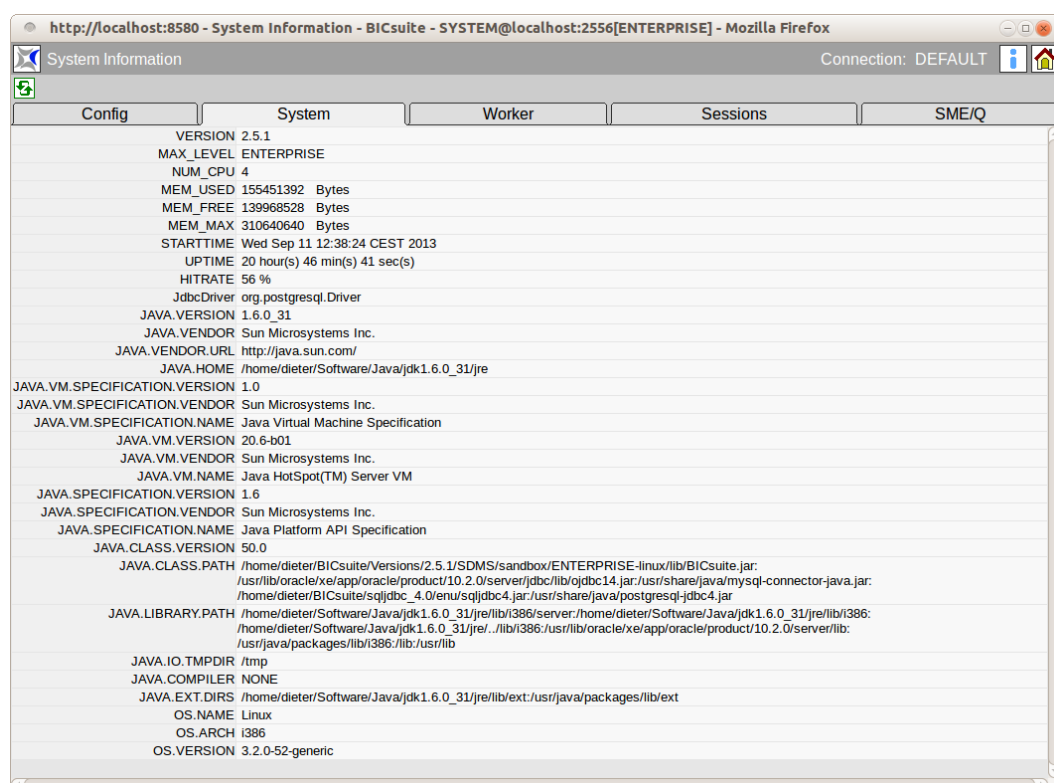 http://localhost:8580 - System Information - BICsuite - SYSTEM@localhost:2556[ENTERPRISE] - Mozilla Firefox
System Information Connection: DEFAULT
Config System Worker Sessions SME/Q
VERSION 2.5.1
MAX_LEVEL ENTERPRISE
NUM_CPU 4
MEM_USED 155451392 Bytes
MEM_FREE 139968528 Bytes
MEM_MAX 310640640 Bytes
STARTTIME Wed Sep 11 12:38:24 CEST 2013
UPTIME 20 hour(s) 46 min(s) 41 sec(s)
HITRATE 56 %
JdbcDriver org.postgresql.Driver
JAVA.VERSION 1.6.0_31
JAVA.VENDOR Sun Microsystems Inc.
JAVA.VENDOR.URL http://java.sun.com/
JAVA.HOME /home/dieter/Software/Java/jdk1.6.0_31/jre
JAVA.VM.SPECIFICATION.VERSION 1.0
JAVA.VM.SPECIFICATION.VENDOR Sun Microsystems Inc.
JAVA.VM.SPECIFICATION.NAME Java Virtual Machine Specification
JAVA.VM.VERSION 20.6-b01
JAVA.VM.VENDOR Sun Microsystems Inc.
JAVA.VM.NAME Java HotSpot(TM) Server VM
JAVA.SPECIFICATION.VERSION 1.6
JAVA.SPECIFICATION.VENDOR Sun Microsystems Inc.
JAVA.SPECIFICATION.NAME Java Platform API Specification
JAVA.CLASS.VERSION 50.0
JAVA.CLASS.PATH /home/dieter/BICsuite/Versions/2.5.1/SDMS/sandbox/ENTERPRISE-linux/lib/BICsuite.jar:
/usr/lib/oracle/xe/app/oracle/product/10.2.0/server/jdbc/lib/ojdbc14.jar:/usr/share/java/mysql-connector-java.jar:
/home/dieter/BICsuite/sqljdbc_4.0/enu/sqljdbc4.jar:/usr/share/java/postgresql-jdbc4.jar
JAVA.LIBRARY.PATH /home/dieter/Software/Java/jdk1.6.0_31/jre/lib/i386/server:/home/dieter/Software/Java/jdk1.6.0_31/jre/lib/i386:
/home/dieter/Software/Java/jdk1.6.0_31/jre/../lib/i386:/usr/lib/oracle/xe/app/oracle/product/10.2.0/server/lib:
/usr/java/packages/lib/i386:/lib:/usr/lib
JAVA.IO.TMPDIR /tmp
JAVA.COMPILER NONE
JAVA.EXT.DIRS /home/dieter/Software/Java/jdk1.6.0_31/jre/lib/ext:/usr/java/packages/lib/ext
OS.NAME Linux
OS.ARCH i386
OS.VERSION 3.2.0-52-generic